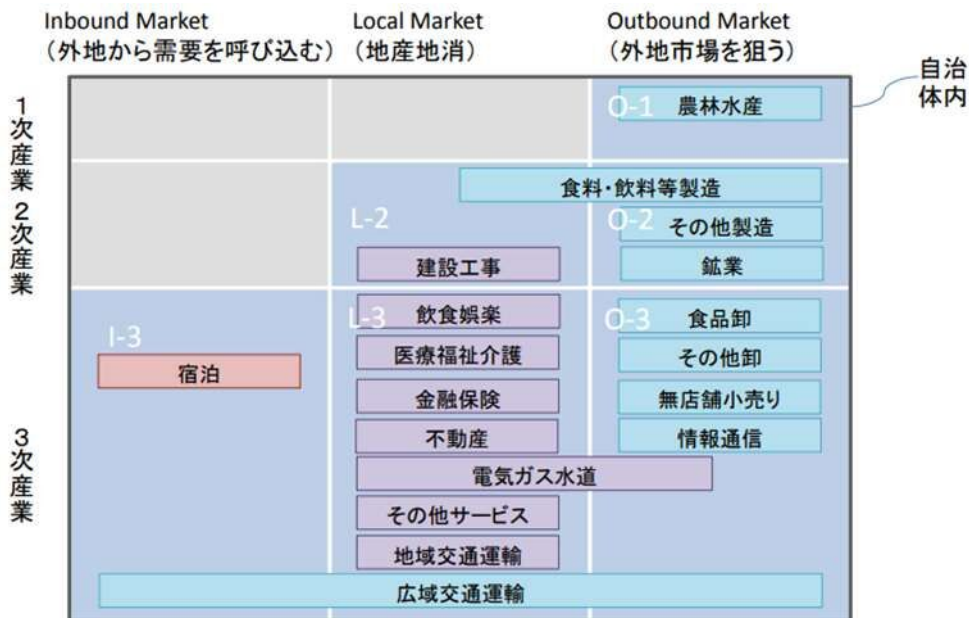 Inbound Market
（外地から需要を呼び込む）
Local Market
（地産地消）
Outbound Market
（外地市場を狙う）
自治
体内
1次産業
2次産業
3次産業
O-1
農林水産
食料・飲料等製造
L-2
O-2
その他製造
建設工事
鉱業
I-3
宿泊
L-3
飲食娯楽
O-3
食品卸
医療福祉介護
その他卸
金融保険
無店舗小売り
不動産
情報通信
電気ガス水道
その他サービス
地域交通運輸
広域交通運輸